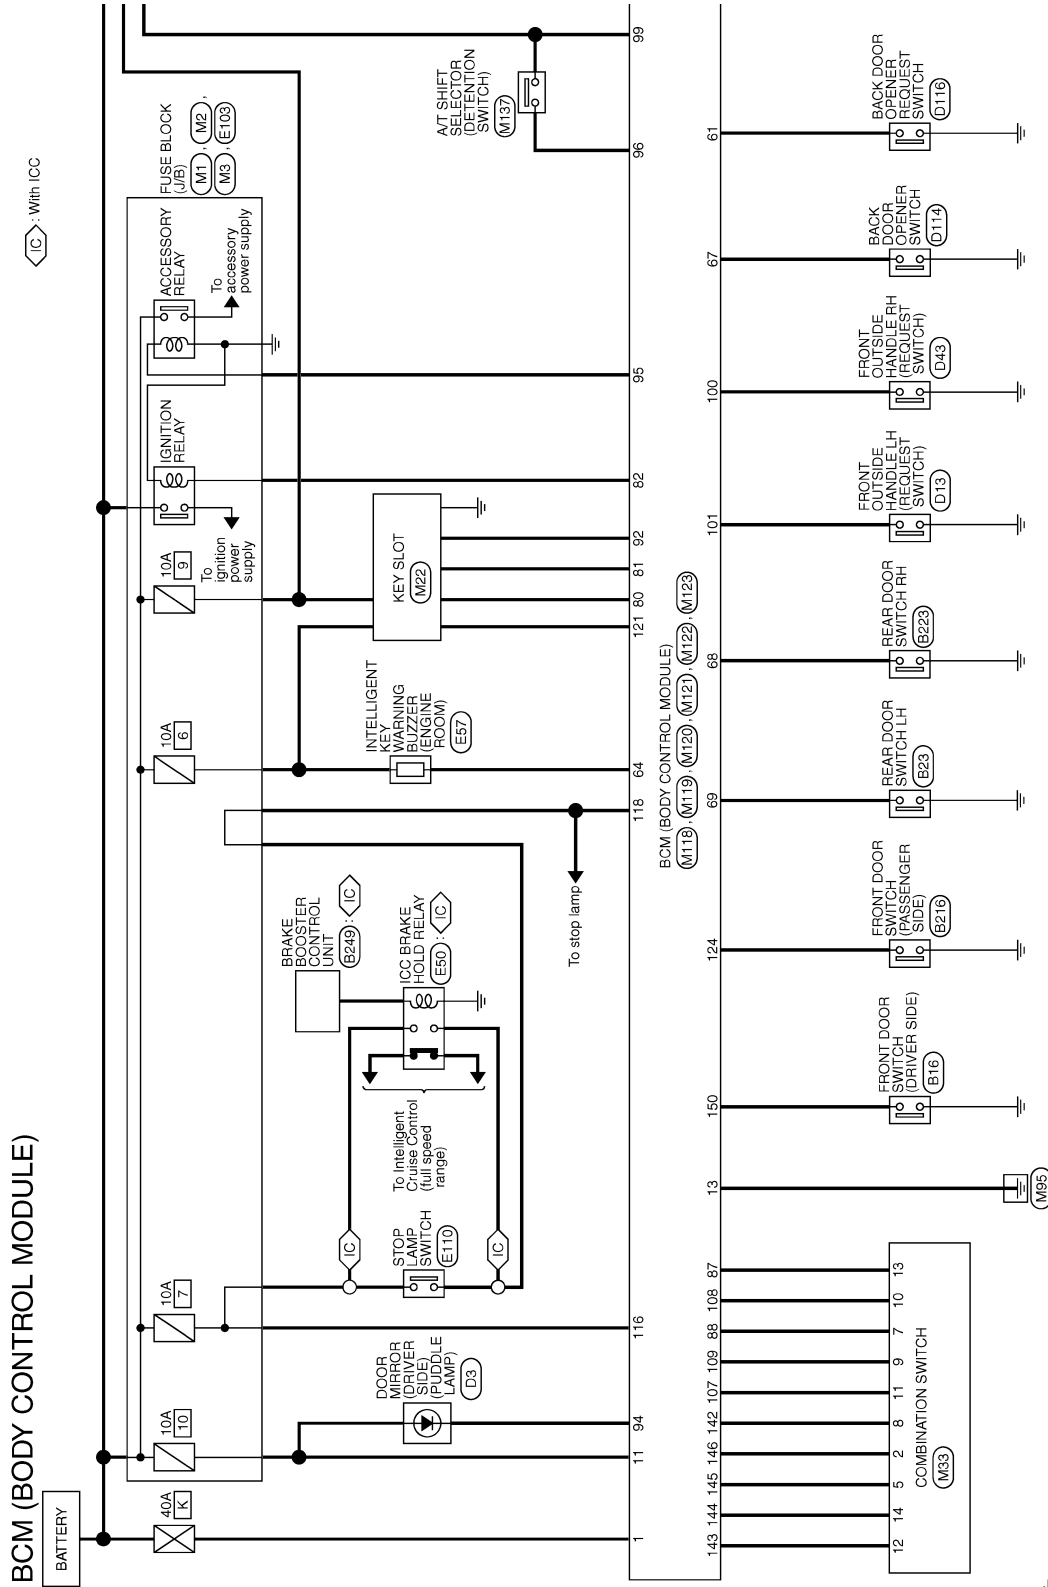 BCM (BODY CONTROL MODULE)
IC : With ICC
BATTERY
40A
K
10A
10
10A
7
10A
6
10A
9
To
ignition
power
supply
IGNITION
RELAY
ACCESSORY
RELAY
To
accessory
power supply
FUSE BLOCK
(J/B)
M1 , M2 ,
M3 , E103
DOOR
MIRROR
(DRIVER
SIDE)
(PUDDLE
LAMP)
D3
STOP
LAMP
SWITCH
E110
IC
IC
To Intelligent
Cruise Control
(full speed
range)
BRAKE
BOOSTER
CONTROL
UNIT
B249 : IC
ICC BRAKE
HOLD RELAY
E50 : IC
To stop lamp
INTELLIGENT
KEY
WARNING
BUZZER
(ENGINE
ROOM)
E57
KEY SLOT
M22
A/T SHIFT
SELECTOR
(DETENTION
SWITCH)
M137
1
11
94
116
118
64
121
80
81
92
82
95
96
99
BCM (BODY CONTROL MODULE)
M118 , M119 , M120 , M121 , M122 , M123
143
144
145
146
142
107
109
88
108
87
13
150
124
69
68
101
100
67
61
12
14
5
2
8
11
9
7
10
13
COMBINATION SWITCH
M33
M95
FRONT DOOR
SWITCH
(DRIVER SIDE)
B16
FRONT DOOR
SWITCH
(PASSENGER
SIDE)
B216
REAR DOOR
SWITCH LH
B23
REAR DOOR
SWITCH RH
B223
FRONT
OUTSIDE
HANDLE LH
(REQUEST
SWITCH)
D13
FRONT
OUTSIDE
HANDLE RH
(REQUEST
SWITCH)
D43
BACK
DOOR
OPENER
SWITCH
D114
BACK DOOR
OPENER
REQUEST
SWITCH
D116